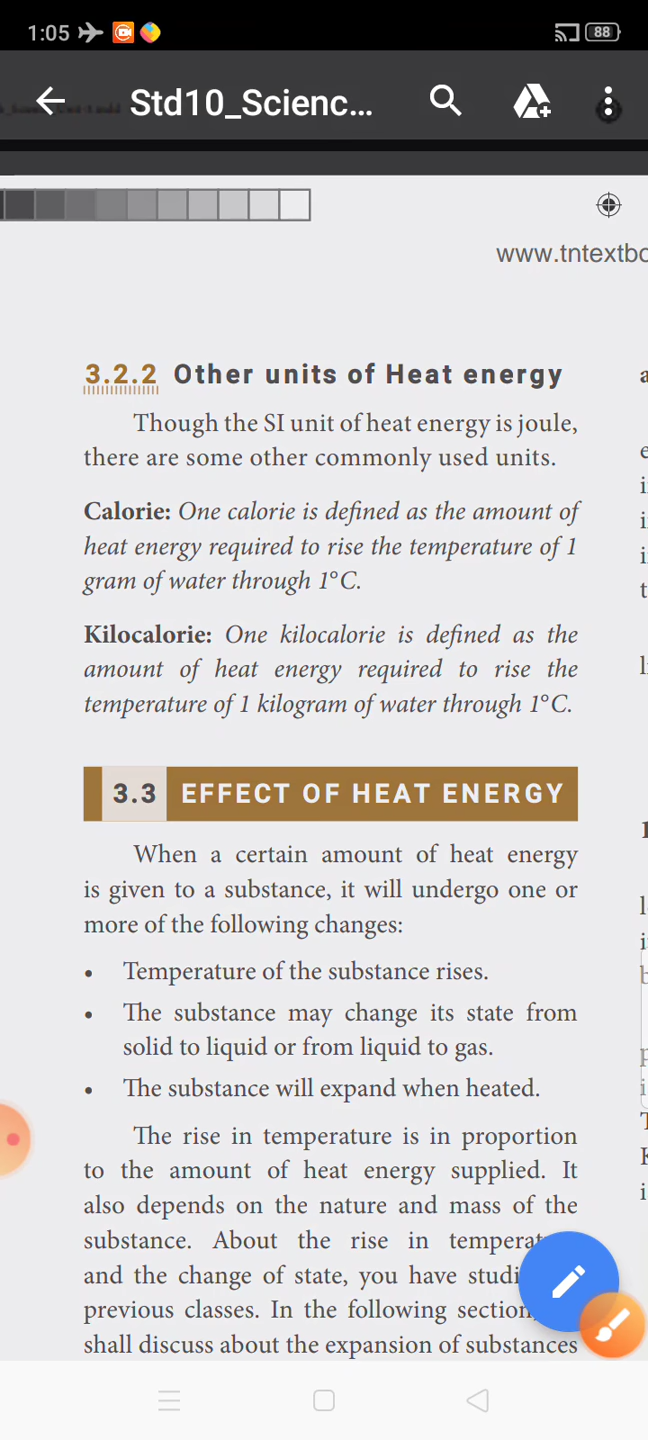 1:05
88
Std10_Scienc...
www.tntextbo
3.2.2 Other units of Heat energy
Though the SI unit of heat energy is joule,
there are some other commonly used units.
Calorie: One calorie is defined as the amount of
heat energy required to rise the temperature of 1
gram of water through 1°C.
Kilocalorie: One kilocalorie is defined as the
amount of heat energy required to rise the
temperature of 1 kilogram of water through 1°C.
3.3 EFFECT OF HEAT ENERGY
When a certain amount of heat energy
is given to a substance, it will undergo one or
more of the following changes:
• Temperature of the substance rises.
• The substance may change its state from
solid to liquid or from liquid to gas.
• The substance will expand when heated.
The rise in temperature is in proportion
to the amount of heat energy supplied. It
also depends on the nature and mass of the
substance. About the rise in temperat
and the change of state, you have studi
previous classes. In the following section
shall discuss about the expansion of substances